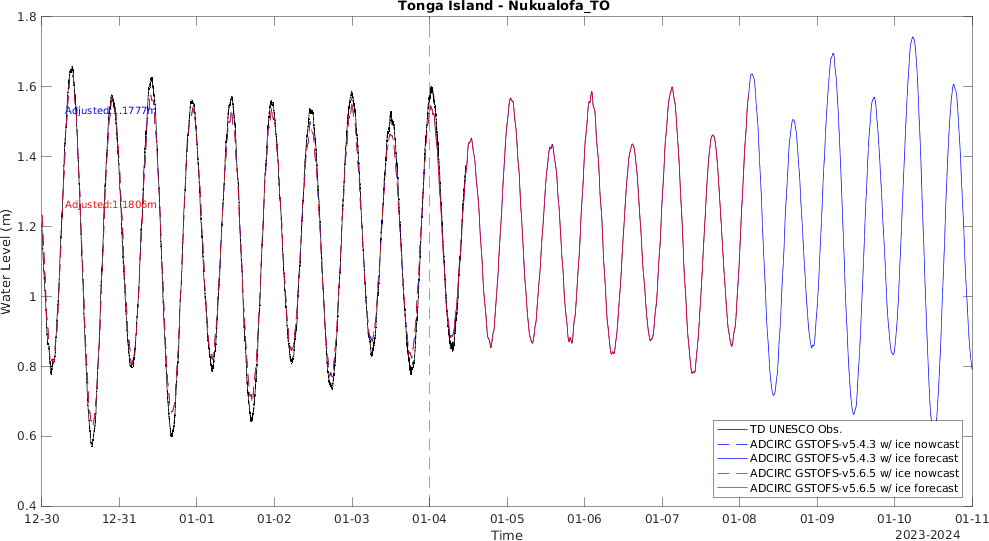 Tonga Island - Nukualofa_TO
1.8
1.6
1.4
1.2
1
0.8
0.6
0.4
Water Level (m)
Adjusted:1.1777m
Adjusted:1.1805m
TD UNESCO Obs.
ADCIRC GSTOFS-v5.4.3 w/ ice nowcast
ADCIRC GSTOFS-v5.4.3 w/ ice forecast
ADCIRC GSTOFS-v5.6.5 w/ ice nowcast
ADCIRC GSTOFS-v5.6.5 w/ ice forecast
12-30 12-31 01-01 01-02 01-03 01-04 01-05 01-06 01-07 01-08 01-09 01-10 01-11
Time
2023-2024